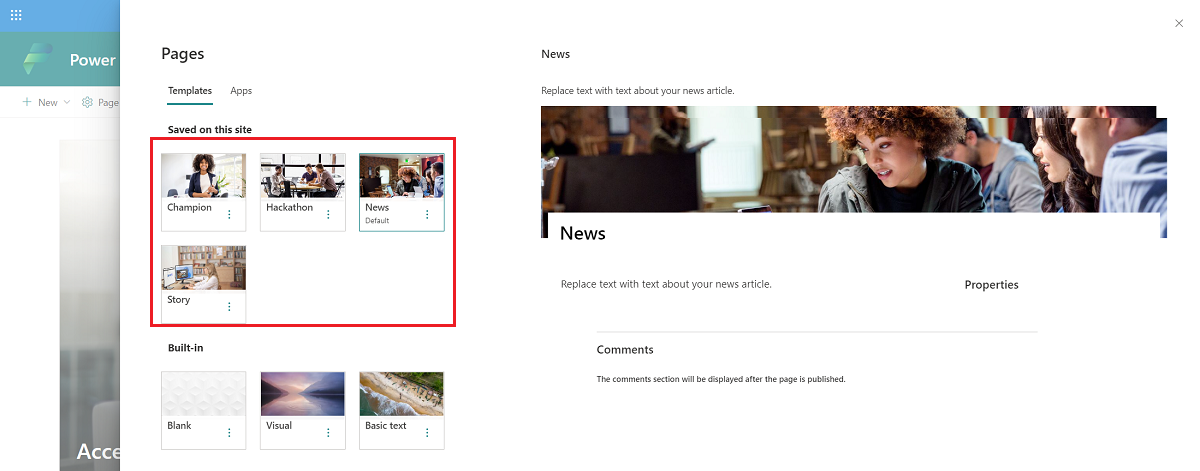 Power
New
Page
Acce
Pages
Templates
Apps
Saved on this site
Champion
Hackathon
News
Default
Story
Built-in
Blank
Visual
Basic text
News
Replace text with text about your news article.
News
Replace text with text about your news article.
Properties
Comments
The comments section will be displayed after the page is published.